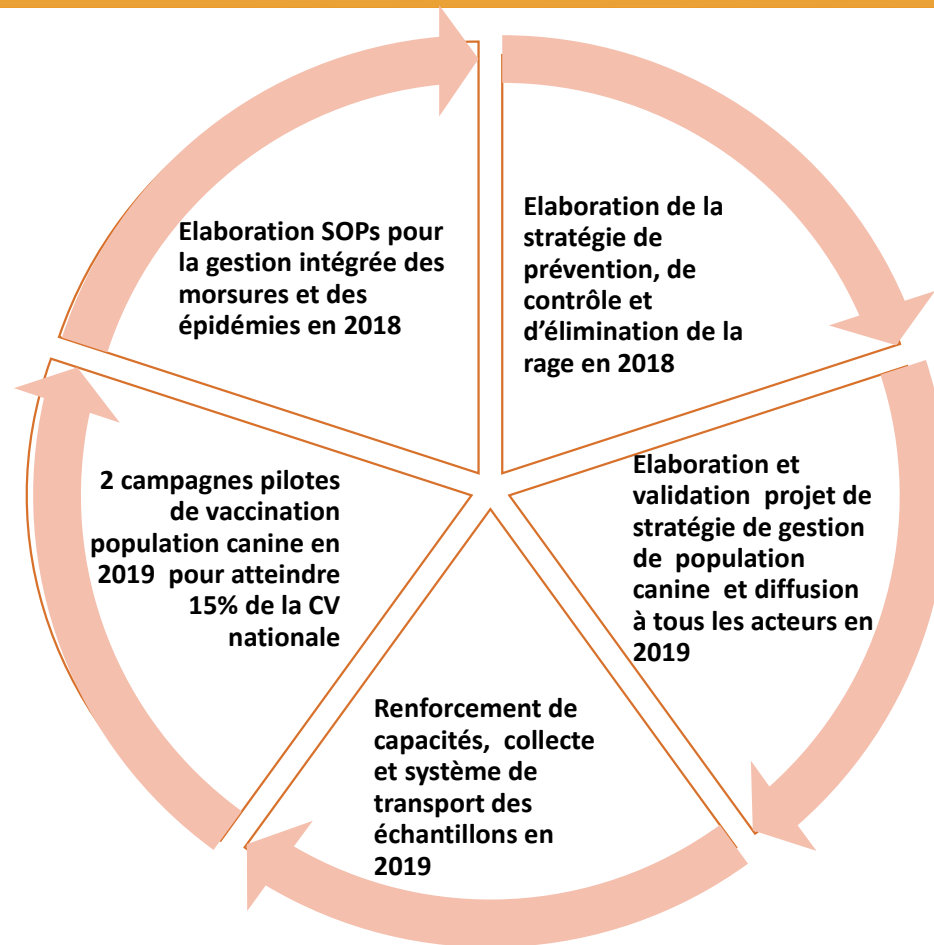 Elaboration de la
stratégie de
prévention, de
contrôle et
d'élimination de la
rage en 2018
Elaboration et
validation projet de
stratégie de gestion
de population
canine et diffusion
à tous les acteurs en
2019
Renforcement de
capacités, collecte
et système de
transport des
échantillons en
2019
2 campagnes pilotes
de vaccination
population canine en
2019 pour atteindre
15% de la CV
nationale
Elaboration SOPs pour
la gestion intégrée des
morsures et des
épidémies en 2018